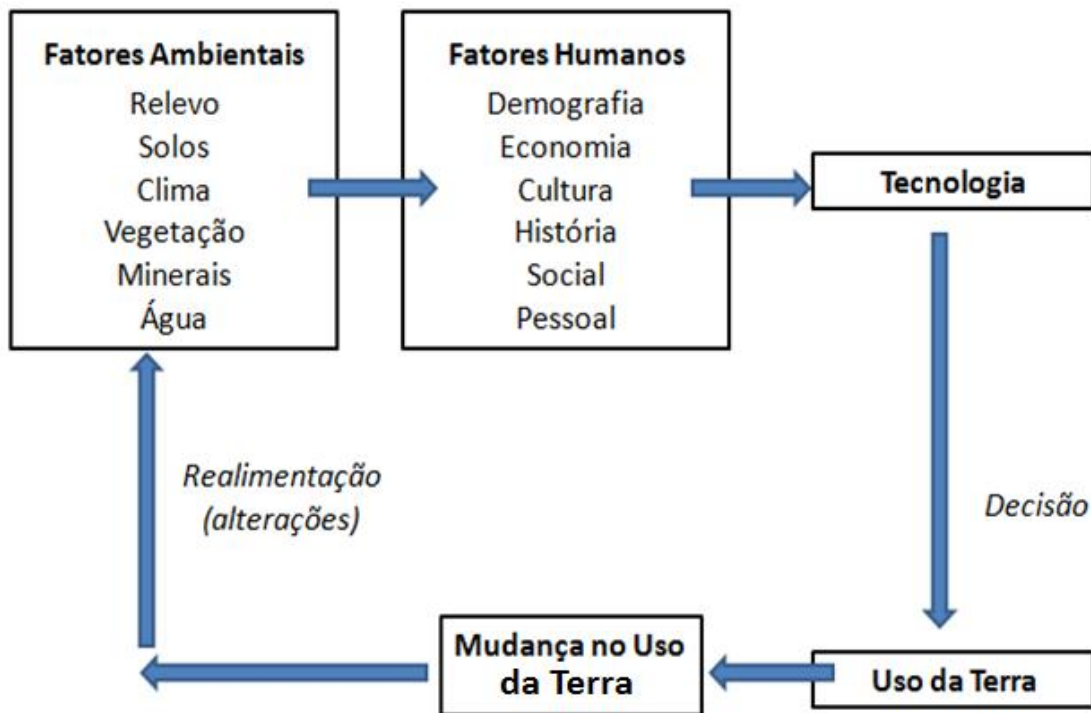 Fatores Ambientais
Relevo
Solos
Clima
Vegetação
Minerais
Água
Fatores Humanos
Demografia
Economia
Cultura
História
Social
Pessoal
Tecnologia
Decisão
Uso da Terra
Mudança no Uso
da Terra
Realimentação
(alterações)